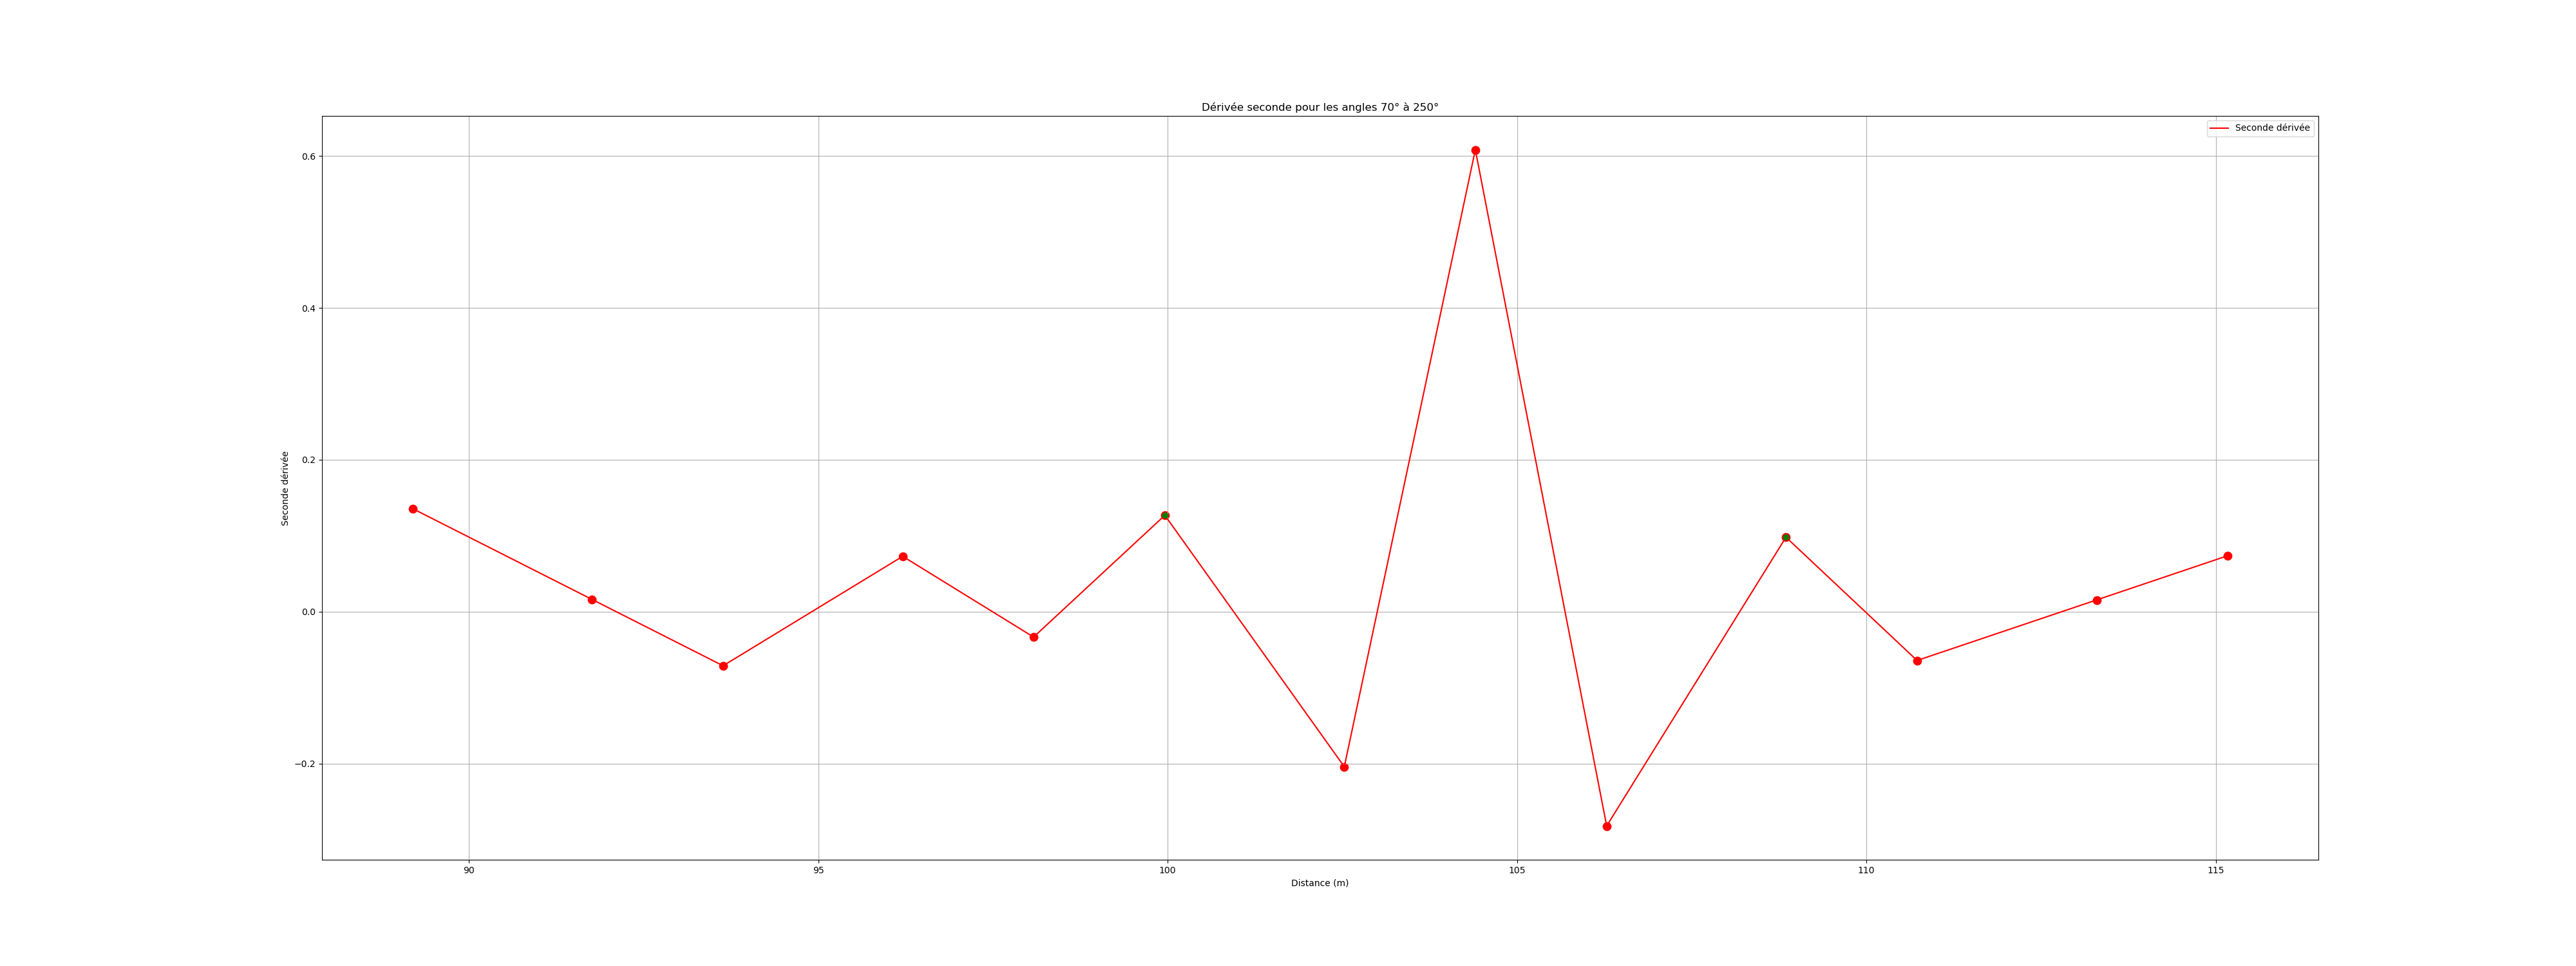 Dérivée seconde pour les angles 70° à 250°
Seconde dérivée
0.6
0.4
0.2
0.0
−0.2
Seconde dérivée
90
95
100
105
110
115
Distance (m)